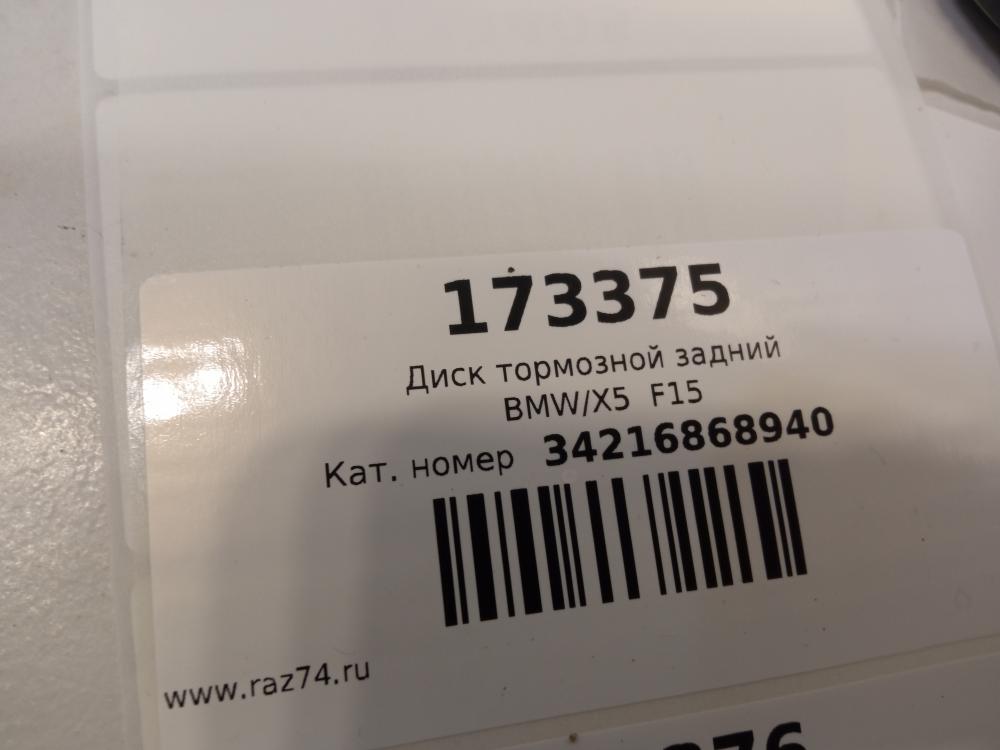 173375
Диск тормозной задний
BMW/X5 F15
Кат. номер 34216868940
www.raz74.ru